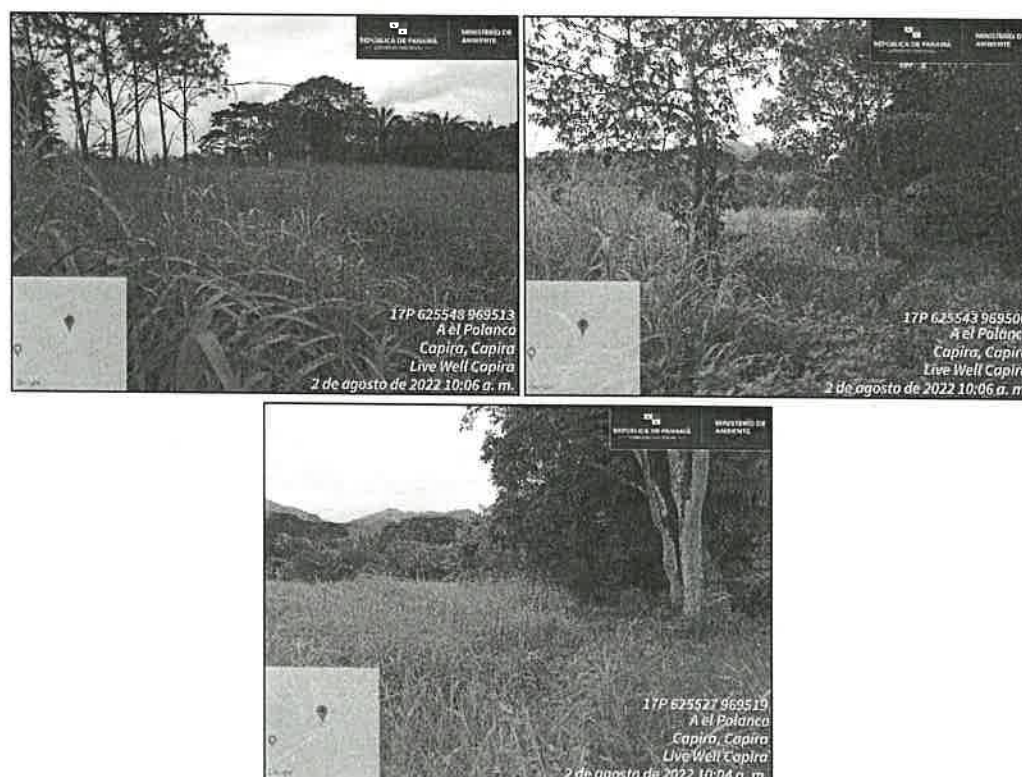 REPÚBLICA DE PANAMÁ
MINISTERIO DE
AMBIENTE
17P 625548 969513
A el Polanco
Capira, Capira
Live Well Capira
2 de agosto de 2022 10:06 a. m.
REPÚBLICA DE PANAMÁ
MINISTERIO DE
AMBIENTE
17P 625543 969506
A el Polanco
Capira, Capira
Live Well Capira
2 de agosto de 2022 10:06 a. m.
REPÚBLICA DE PANAMÁ
MINISTERIO DE
AMBIENTE
17P 625527 969519
A el Polanco
Capira, Capira
Live Well Capira
2 de agosto de 2022 10:04 a. m.